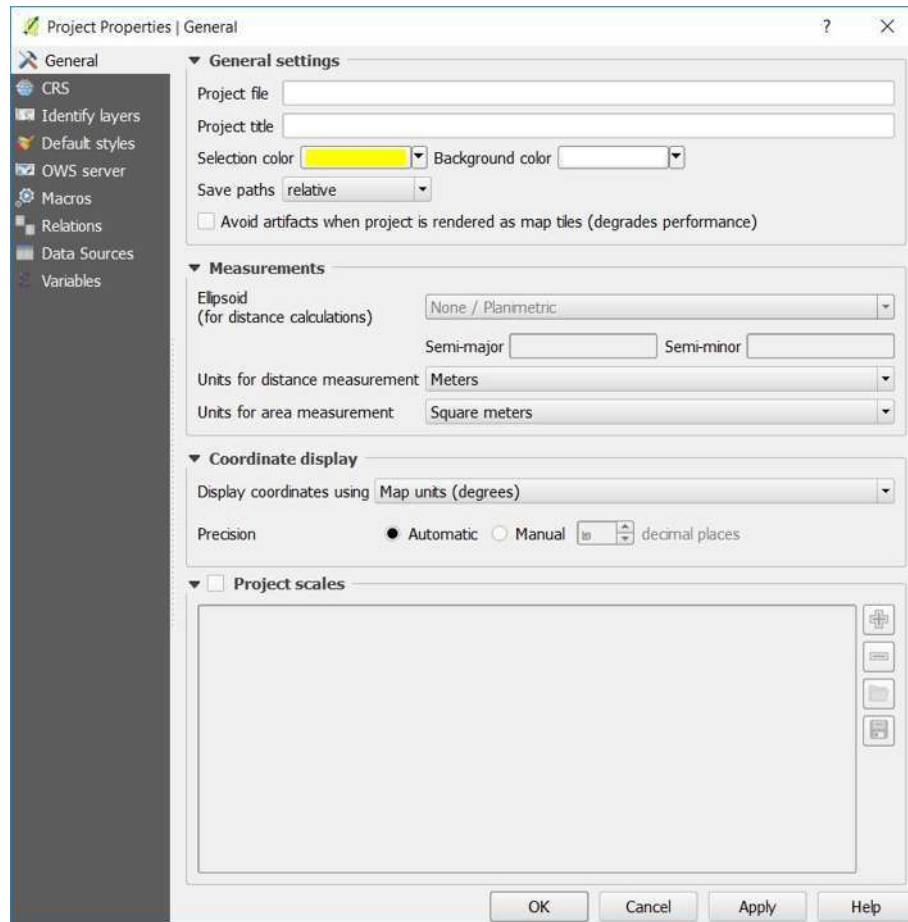 Project Properties | General
?
General
CRS
Identify layers
Default styles
OWS server
Macros
Relations
Data Sources
Variables
General settings
Project file
Project title
Selection color Background color
Save paths relative
Avoid artifacts when project is rendered as map tiles (degrades performance)
Measurements
Ellipsoid
(for distance calculations) None / Planimetric
Semi-major Semi-minor
Units for distance measurement Meters
Units for area measurement Square meters
Coordinate display
Display coordinates using Map units (degrees)
Precision Automatic Manual decimal places
Project scales
OK Cancel Apply Help